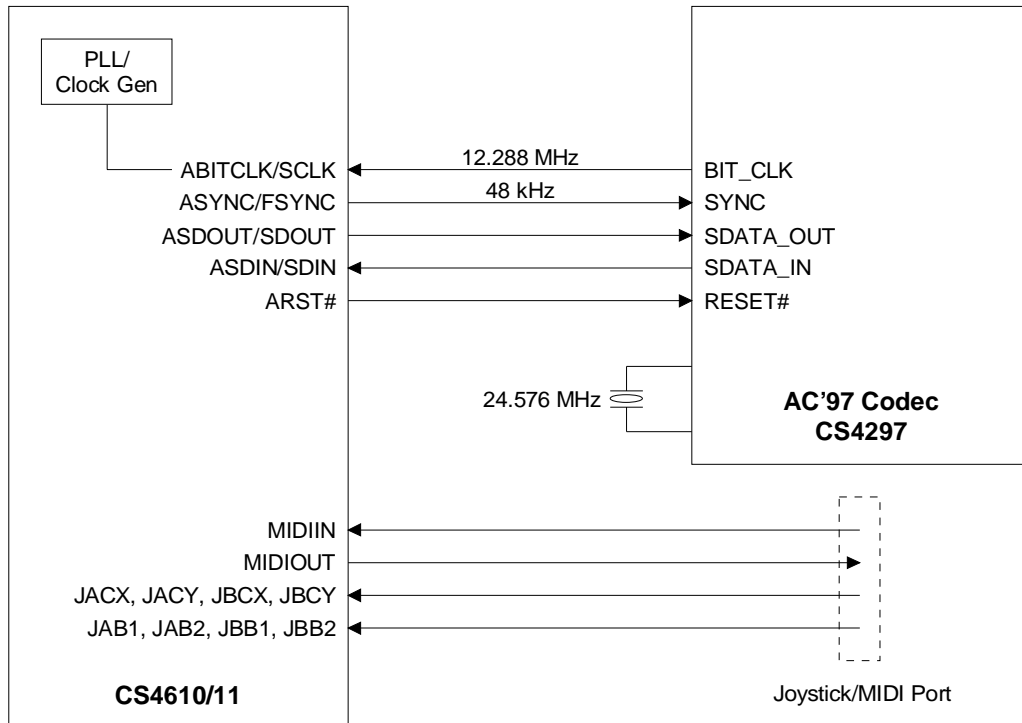 PLL/
Clock Gen
ABITCLK/SCLK
12.288 MHz
BIT_CLK
ASYNC/FSYNC
48 kHz
SYNC
ASDOUT/SDOUT
SDATA_OUT
ASDIN/SDIN
SDATA_IN
ARST#
RESET#
24.576 MHz
AC'97 Codec
CS4297
MIDIIN
MIDIOUT
JACX, JACY, JBCX, JBCY
JAB1, JAB2, JBB1, JBB2
CS4610/11
Joystick/MIDI Port